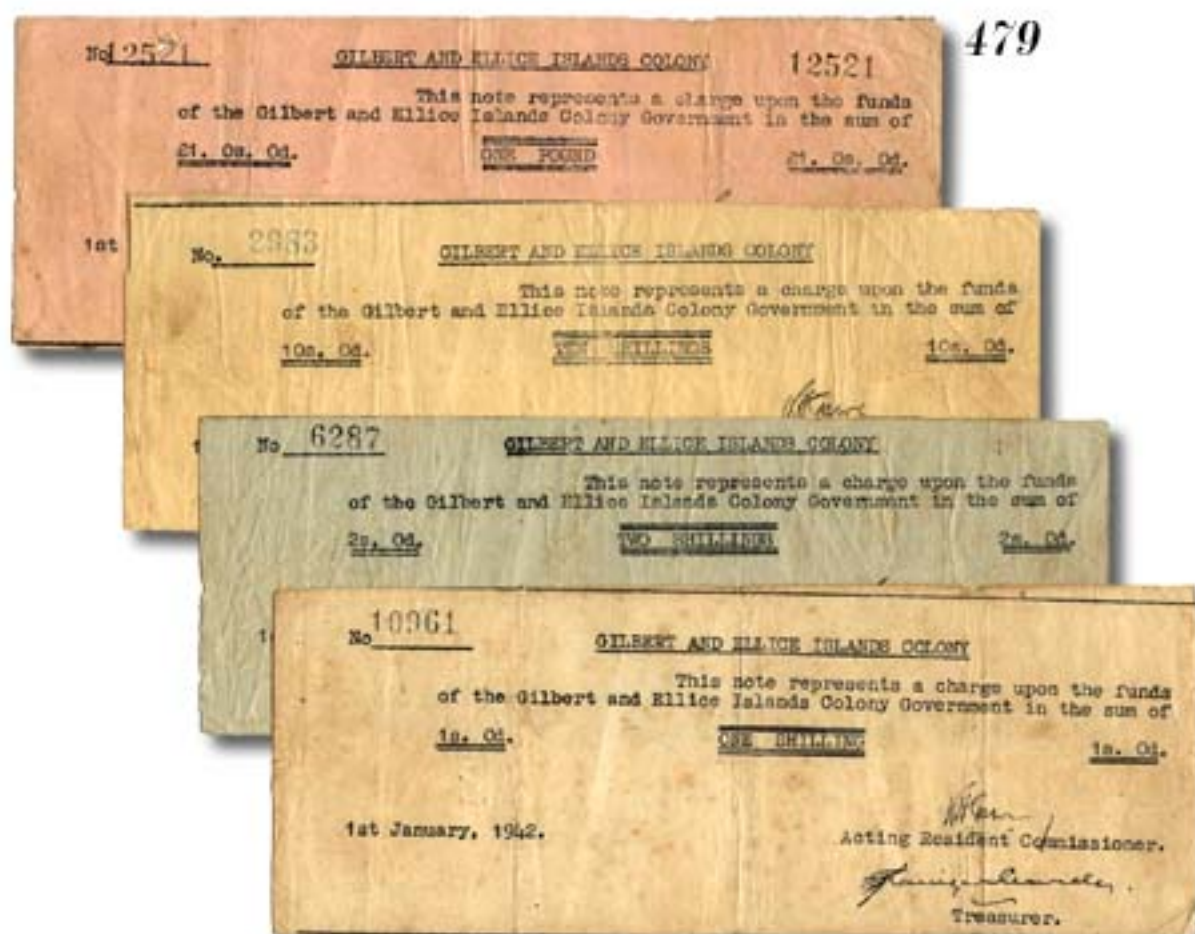 479
No 12521 GILBERT AND ELLICE ISLANDS COLONY 12521
This note represents a charge upon the funds
of the Gilbert and Ellice Islands Colony Government in the sum of
£1. 0s. 0d. ONE POUND £1. 0s. 0d.
1st
No. 2983 GILBERT AND ELLICE ISLANDS COLONY
This note represents a charge upon the funds
of the Gilbert and Ellice Islands Colony Government in the sum of
10s. 0d. TEN SHILLINGS 10s. 0d.
No 6287 GILBERT AND ELLICE ISLANDS COLONY
This note represents a charge upon the funds
of the Gilbert and Ellice Islands Colony Government in the sum of
2s. 0d. TWO SHILLINGS 2s. 0d.
No 10961 GILBERT AND ELLICE ISLANDS COLONY
This note represents a charge upon the funds
of the Gilbert and Ellice Islands Colony Government in the sum of
1s. 0d. ONE SHILLING 1s. 0d.
1st January, 1942.
Acting Resident Commissioner.
Treasurer.